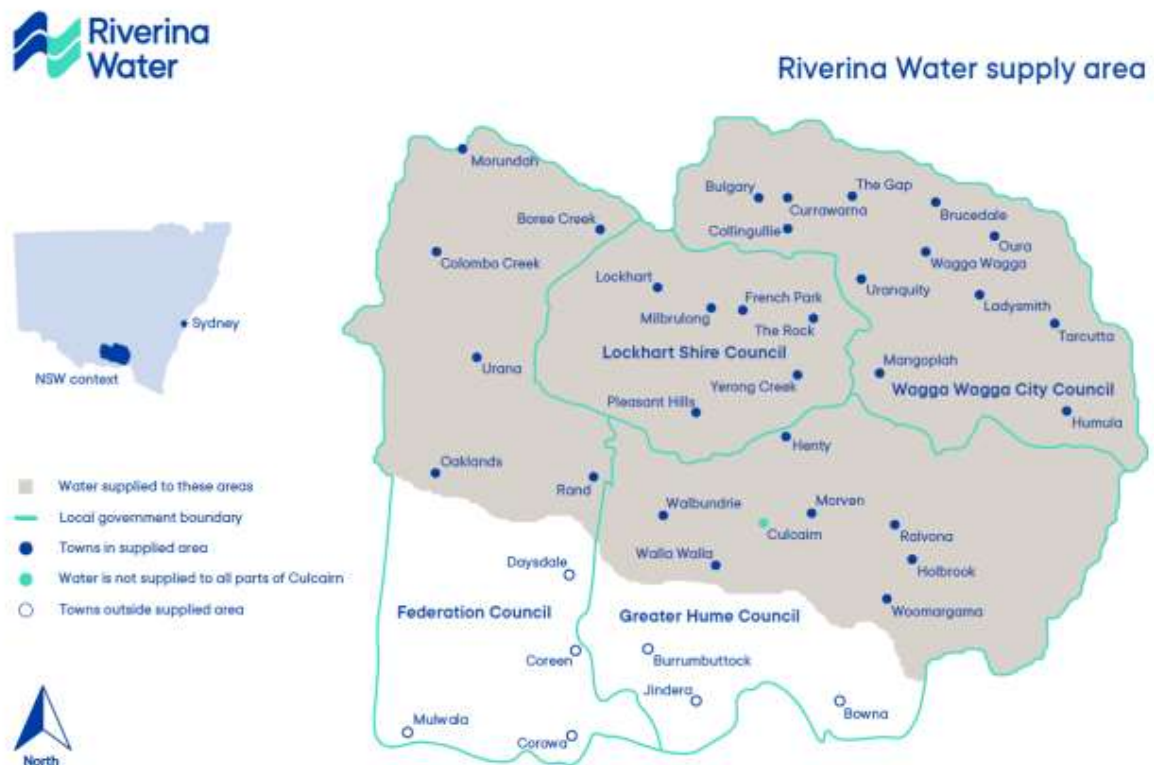 Riverina
Water
Riverina Water supply area
Morundah
Bulgary
The Gap
Currawarna
Brucedale
Boree Creek
Collingullie
Oura
Colombo Creek
Wagga Wagga
Lockhart
Uranquity
Ladysmith
French Park
Milbrulong
The Rock
Tarcutta
Sydney
Lockhart Shire Council
Urana
Mangoplah
NSW context
Yerong Creek
Wagga Wagga City Council
Pleasant Hills
Humula
Henty
Oaklands
Rand
Water supplied to these areas
Walbundrie
Morven
Local government boundary
Culcairn
Ralvona
Towns in supplied area
Walla Walla
Holbrook
Daysdale
Water is not supplied to all parts of Culcairn
Woomargama
Towns outside supplied area
Federation Council
Greater Hume Council
Coreen
Burrumbuttock
Jindera
Bowna
Mulwala
Corowa
North